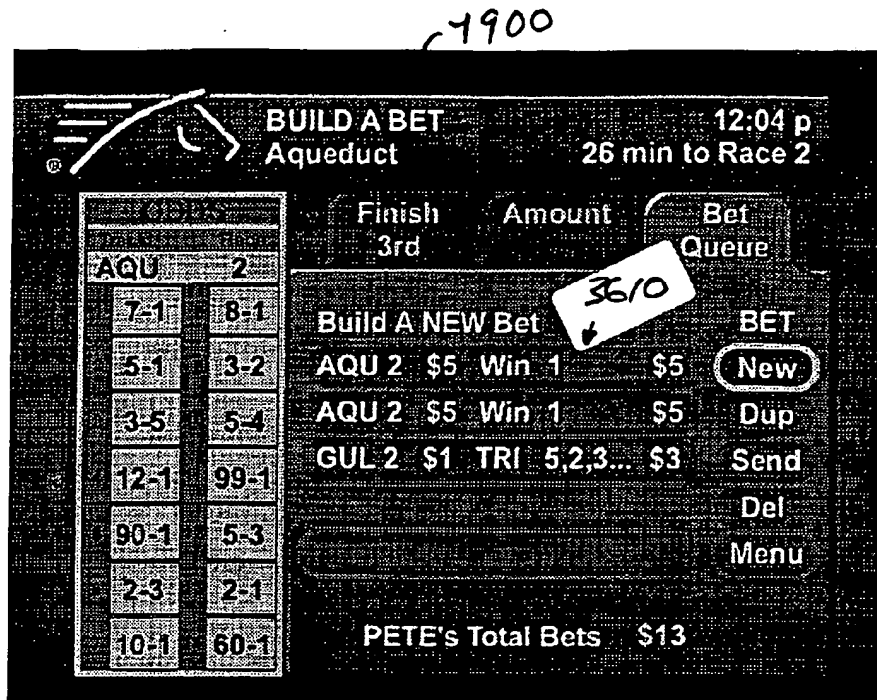 1900
BUILD A BET 12:04 p
Aqueduct 26 min to Race 2
®
ODDS
Finish 3rd Amount Bet Queue
AQU 2
3610
7-1 8-1
Build A NEW Bet BET
5-1 3-2
AQU 2 $5 Win 1 $5 New
3-5 5-4
AQU 2 $5 Win 1 $5 Dup
12-1 99-1
GUL 2 $1 TRI 5,2,3... $3 Send
90-1 5-3
Del
Menu
2-3 2-1
10-1 60-1
PETE's Total Bets $13